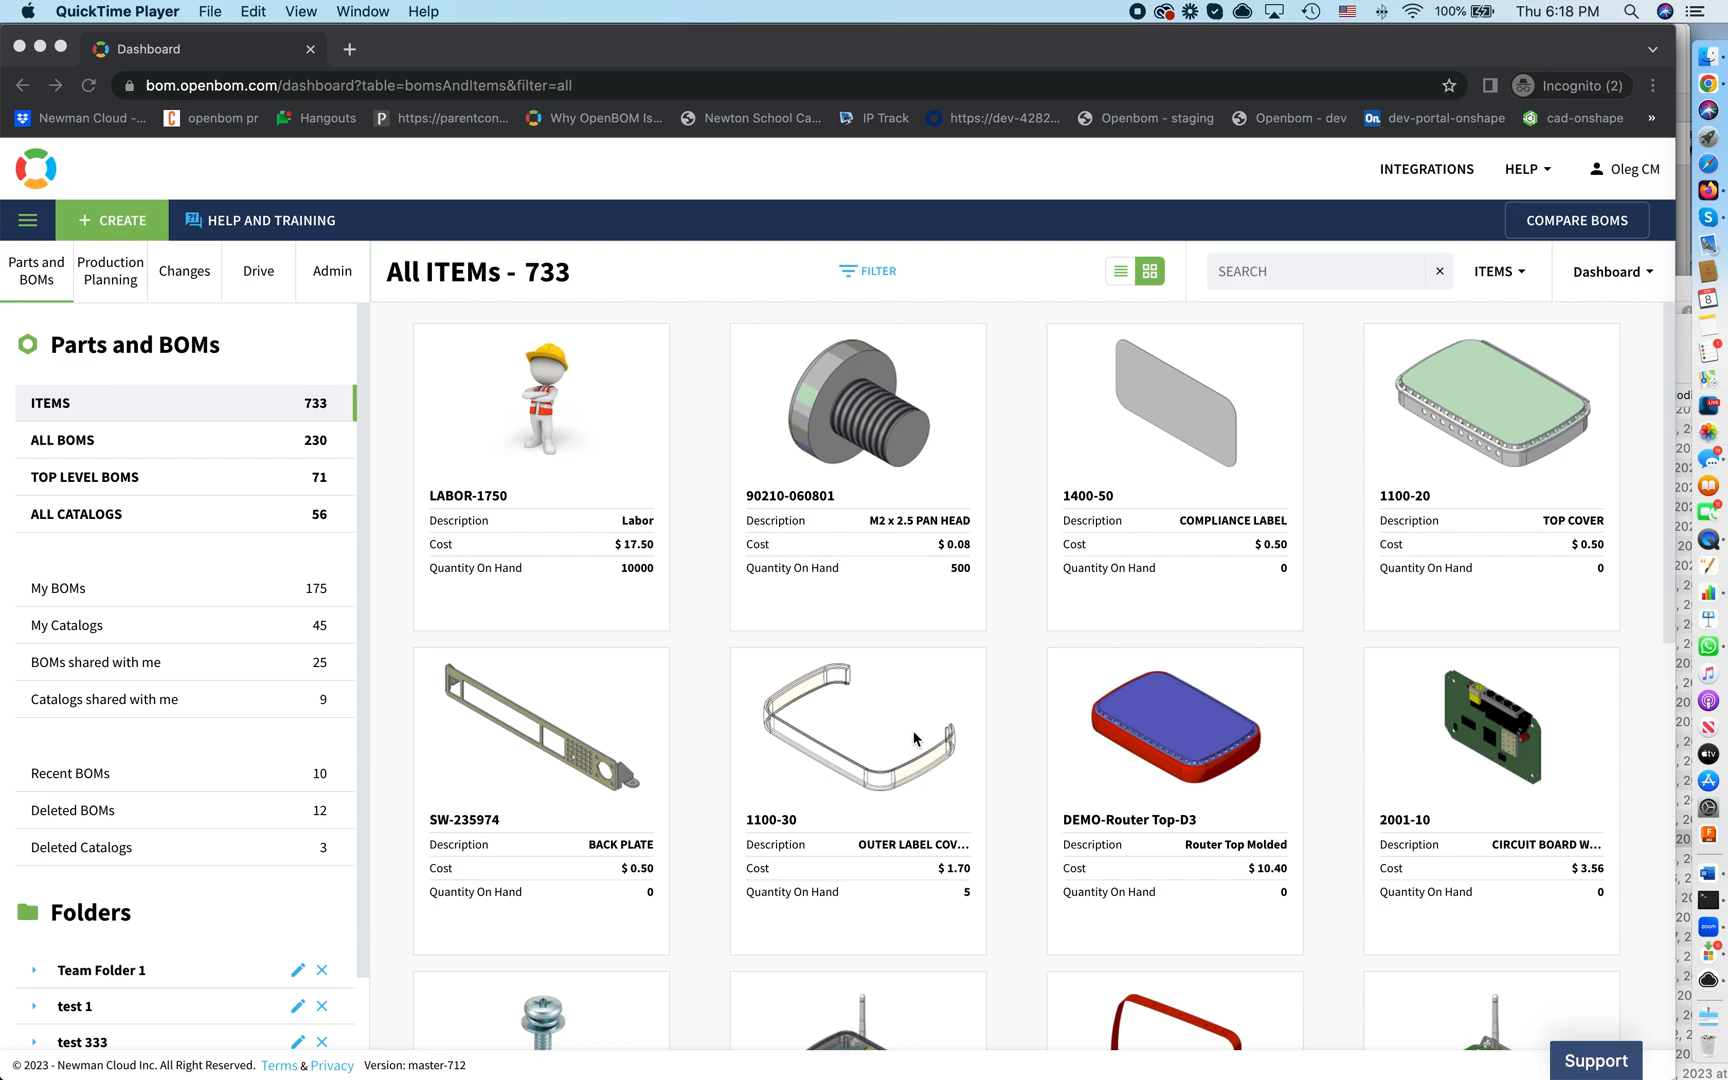 QuickTime Player File Edit View Window Help 100% Thu 6:18 PM
Dashboard
bom.openbom.com/dashboard?table=bomsAndItems&filter=all Incognito (2)
Newman Cloud -... openbom pr Hangouts https://parentcon... Why OpenBOM Is... Newton School Ca... IP Track https://dev-4282... Openbom - staging Openbom - dev dev-portal-onshape cad-onshape »
INTEGRATIONS HELP Oleg CM
+ CREATE HELP AND TRAINING COMPARE BOMS
Parts and BOMs Production Planning Changes Drive Admin
All ITEMs - 733 FILTER SEARCH ITEMS Dashboard
Parts and BOMs
ITEMS 733
ALL BOMS 230
TOP LEVEL BOMS 71
ALL CATALOGS 56
My BOMs 175
My Catalogs 45
BOMs shared with me 25
Catalogs shared with me 9
Recent BOMs 10
Deleted BOMs 12
Deleted Catalogs 3
Folders
Team Folder 1
test 1
test 333
LABOR-1750
Description Labor
Cost $ 17.50
Quantity On Hand 10000
90210-060801
Description M2 x 2.5 PAN HEAD
Cost $ 0.08
Quantity On Hand 500
1400-50
Description COMPLIANCE LABEL
Cost $ 0.50
Quantity On Hand 0
1100-20
Description TOP COVER
Cost $ 0.50
Quantity On Hand 0
SW-235974
Description BACK PLATE
Cost $ 0.50
Quantity On Hand 0
1100-30
Description OUTER LABEL COV...
Cost $ 1.70
Quantity On Hand 5
DEMO-Router Top-D3
Description Router Top Molded
Cost $ 10.40
Quantity On Hand 0
2001-10
Description CIRCUIT BOARD W...
Cost $ 3.56
Quantity On Hand 0
© 2023 - Newman Cloud Inc. All Right Reserved. Terms & Privacy Version: master-712
Support